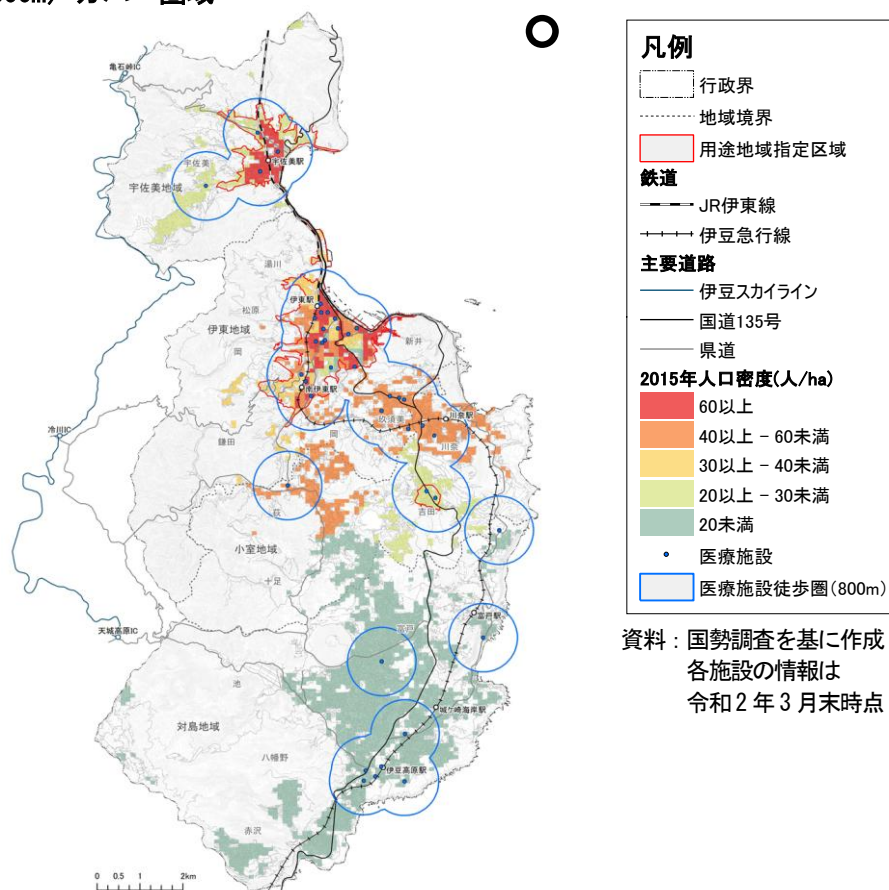 亀石峠IC
宇佐美
宇佐美駅
宇佐美地域
湯川
伊東駅
松原
伊東地域
新井
岡
南伊東駅
玖須美
川奈駅
冷川IC
川奈
鎌田
岡
荻
吉田
小室地域
十足
富戸駅
天城高原IC
富戸
池
城ケ崎海岸駅
対島地域
八幡野
伊豆高原駅
赤沢
0 0.5 1 2km
凡例
行政界
地域境界
用途地域指定区域
鉄道
JR伊東線
伊豆急行線
主要道路
伊豆スカイライン
国道135号
県道
2015年人口密度(人/ha)
60以上
40以上 - 60未満
30以上 - 40未満
20以上 - 30未満
20未満
医療施設
医療施設徒歩圏(800m)
資料：国勢調査を基に作成
各施設の情報は
令和2年3月末時点